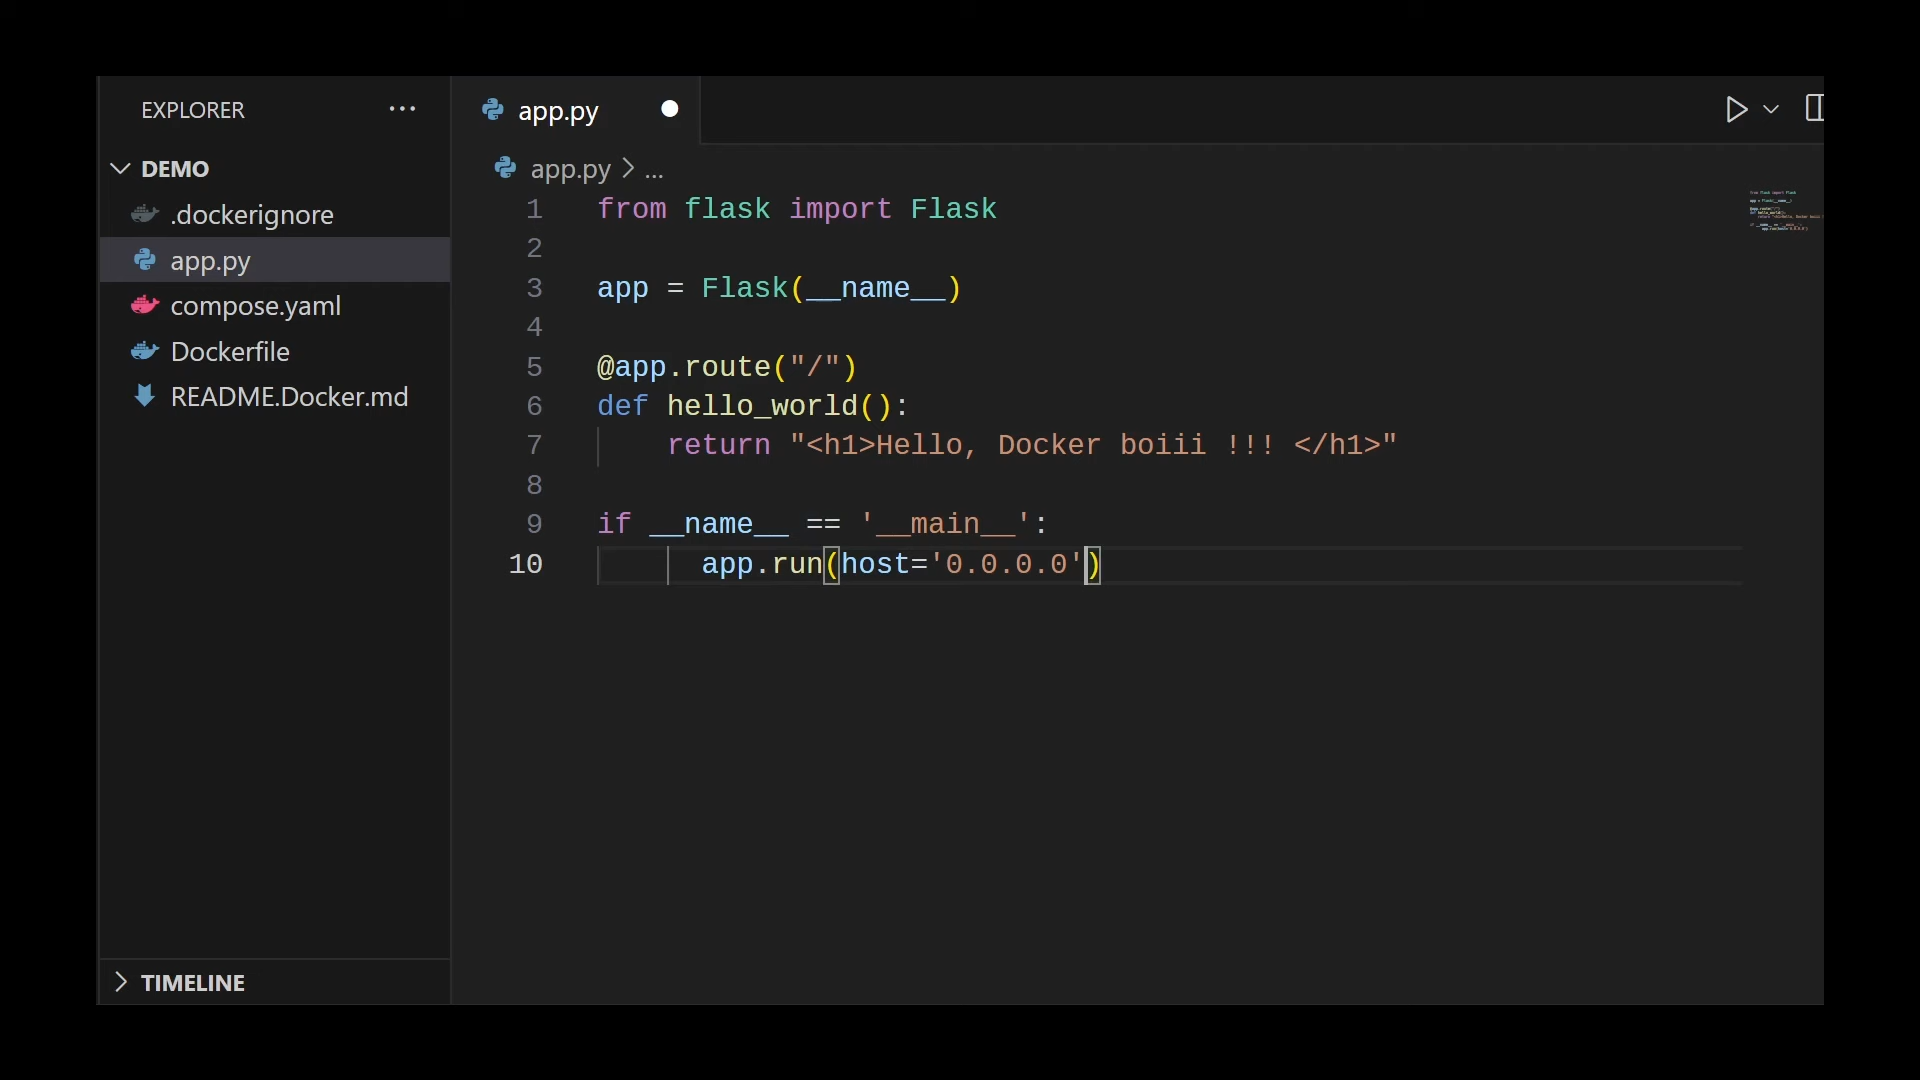 EXPLORER
DEMO
.dockerignore
app.py
compose.yaml
Dockerfile
README.Docker.md
TIMELINE
app.py
app.py > ...
1 from flask import Flask
2
3 app = Flask(__name__)
4
5 @app.route("/")
6 def hello_world():
7     return "<h1>Hello, Docker boiii !!! </h1>"
8
9 if __name__ == '__main__':
10       app.run(host='0.0.0.0')